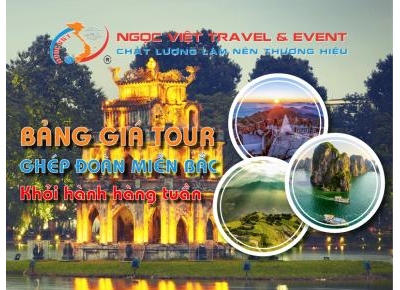 NGỌC VIỆT TRAVEL & EVENT
CHẤT LƯỢNG LÀM NÊN THƯƠNG HIỆU
®
BẢNG GIA TOUR
GHÉP ĐOÀN MIỀN BẮC
Khởi hành hàng tuần